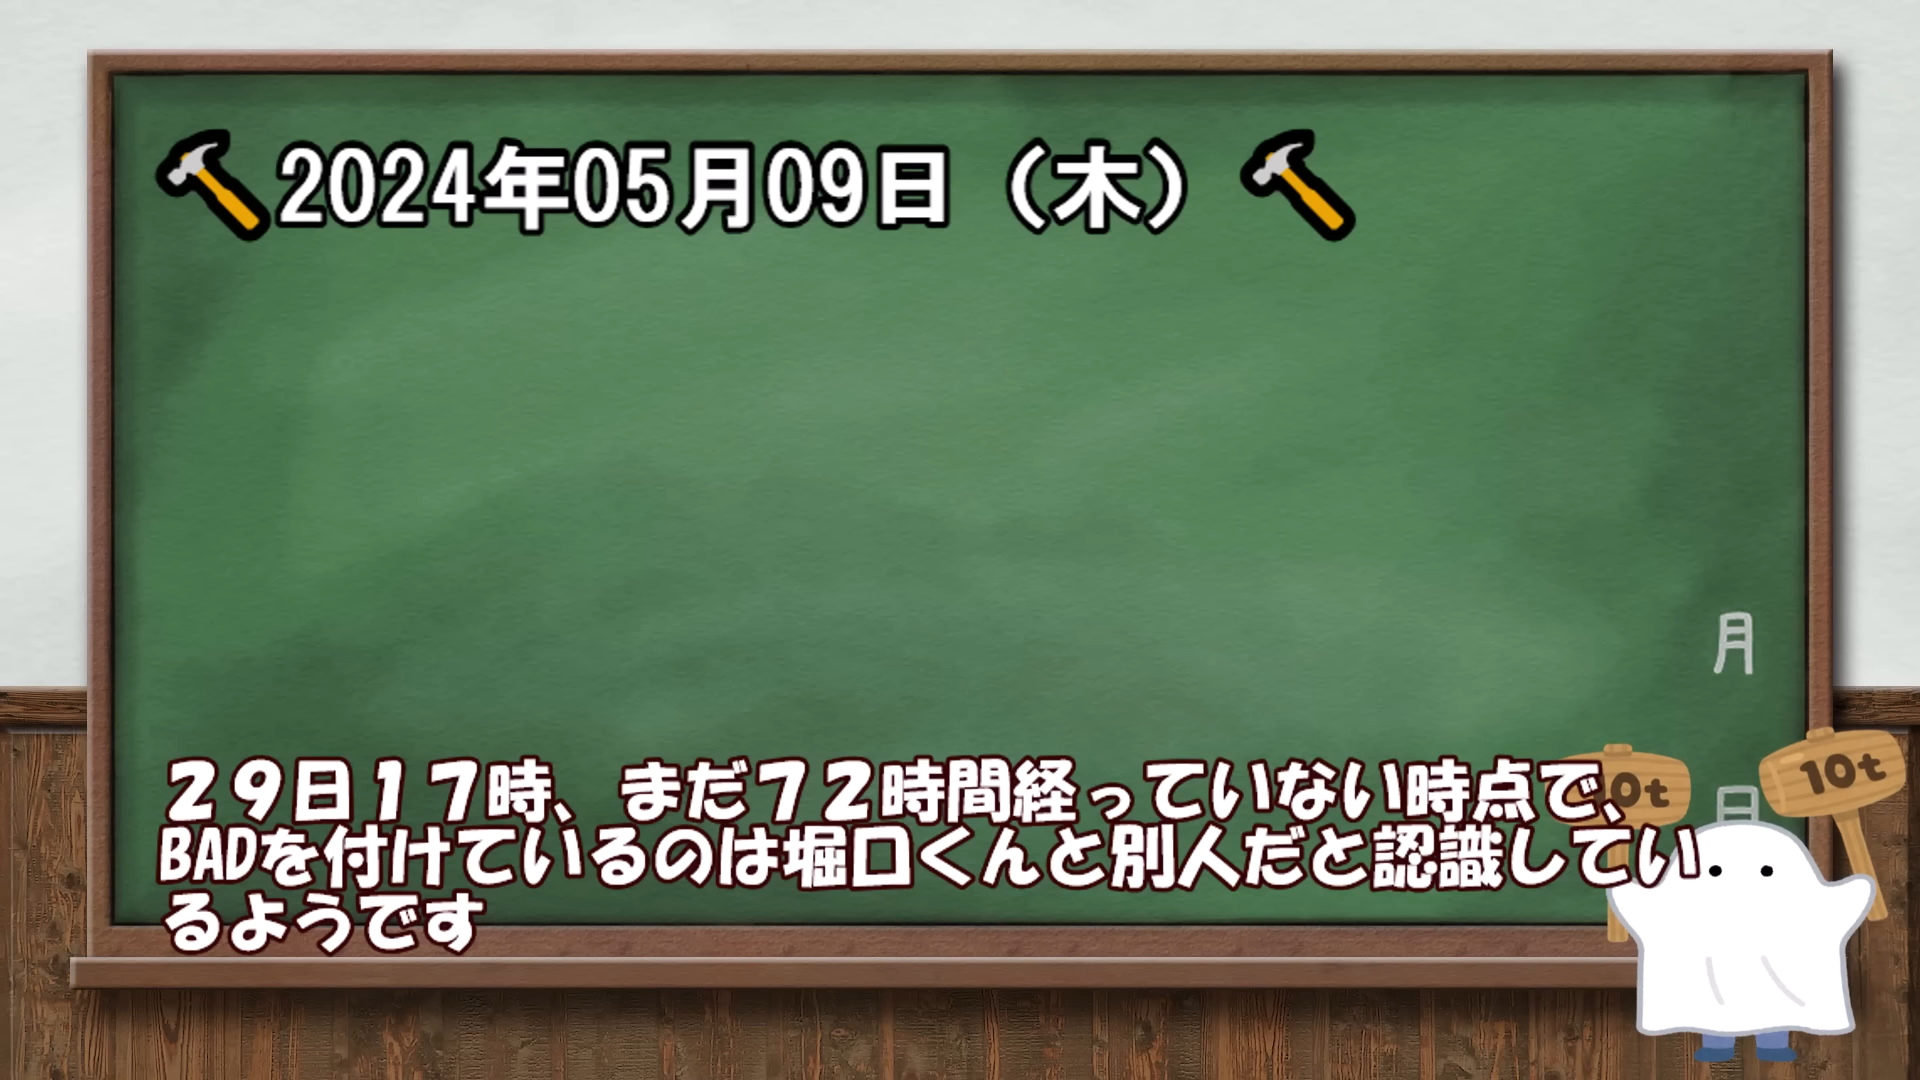 🔨2024年05月09日（木）🔨
月
日
10t
２９日１７時、まだ７２時間経っていない時点で、
BADを付けているのは堀口くんと別人だと認識してい
るようです